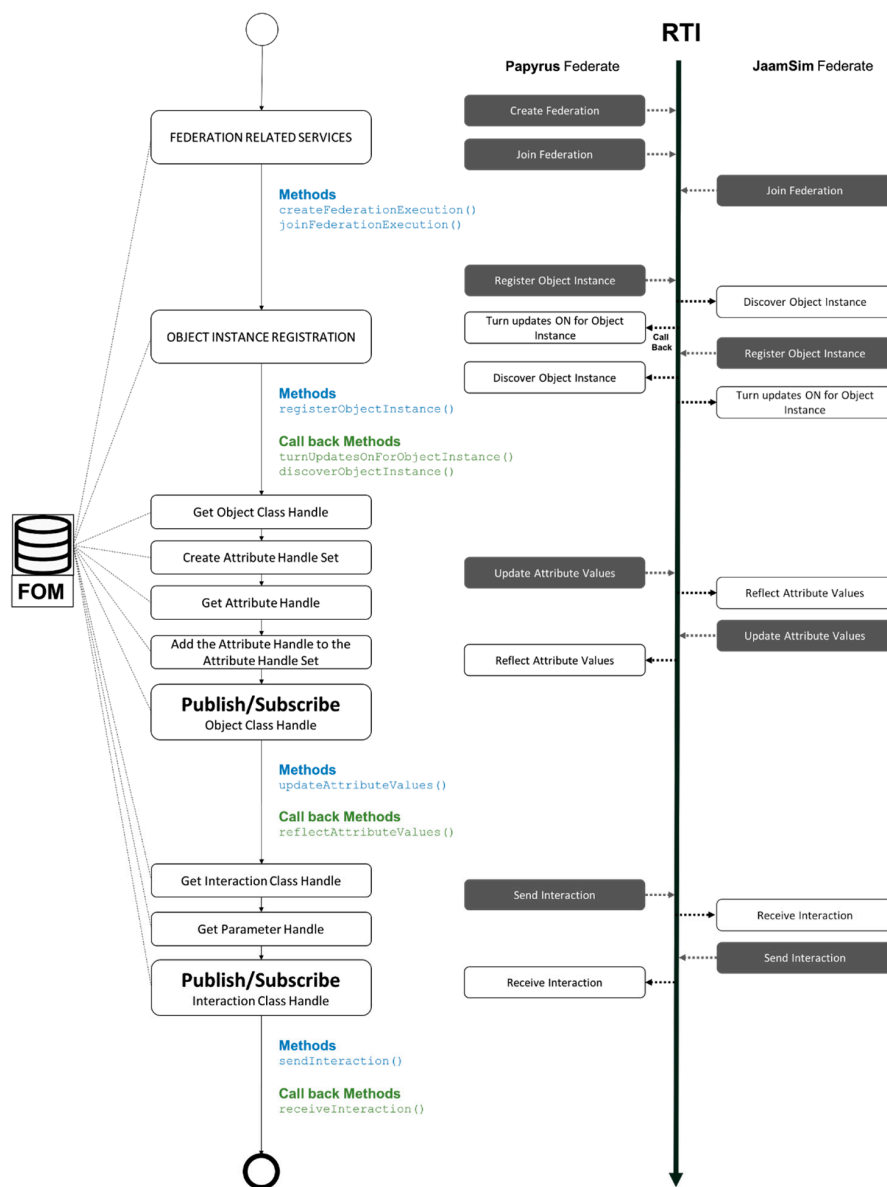 RTI
Papyrus Federate
JaamSim Federate
FEDERATION RELATED SERVICES
Methods
createFederationExecution()
joinFederationExecution()
OBJECT INSTANCE REGISTRATION
Methods
registerObjectInstance()
Call back Methods
turnUpdatesOnForObjectInstance()
discoverObjectInstance()
FOM
Get Object Class Handle
Create Attribute Handle Set
Get Attribute Handle
Add the Attribute Handle to the
Attribute Handle Set
Publish/Subscribe
Object Class Handle
Methods
updateAttributeValues()
Call back Methods
reflectAttributeValues()
Get Interaction Class Handle
Get Parameter Handle
Publish/Subscribe
Interaction Class Handle
Methods
sendInteraction()
Call back Methods
receiveInteraction()
Create Federation
Join Federation
Join Federation
Register Object Instance
Discover Object Instance
Turn updates ON for Object
Instance
Call
Back
Register Object Instance
Discover Object Instance
Turn updates ON for Object
Instance
Update Attribute Values
Reflect Attribute Values
Update Attribute Values
Reflect Attribute Values
Send Interaction
Receive Interaction
Send Interaction
Receive Interaction